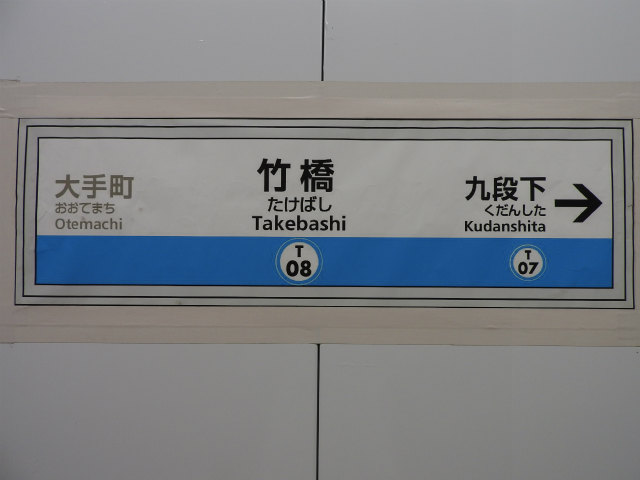 大手町
おおてまち
Otemachi
竹橋
たけばし
Takebashi
T
08
九段下
くだんした
Kudanshita
T
07